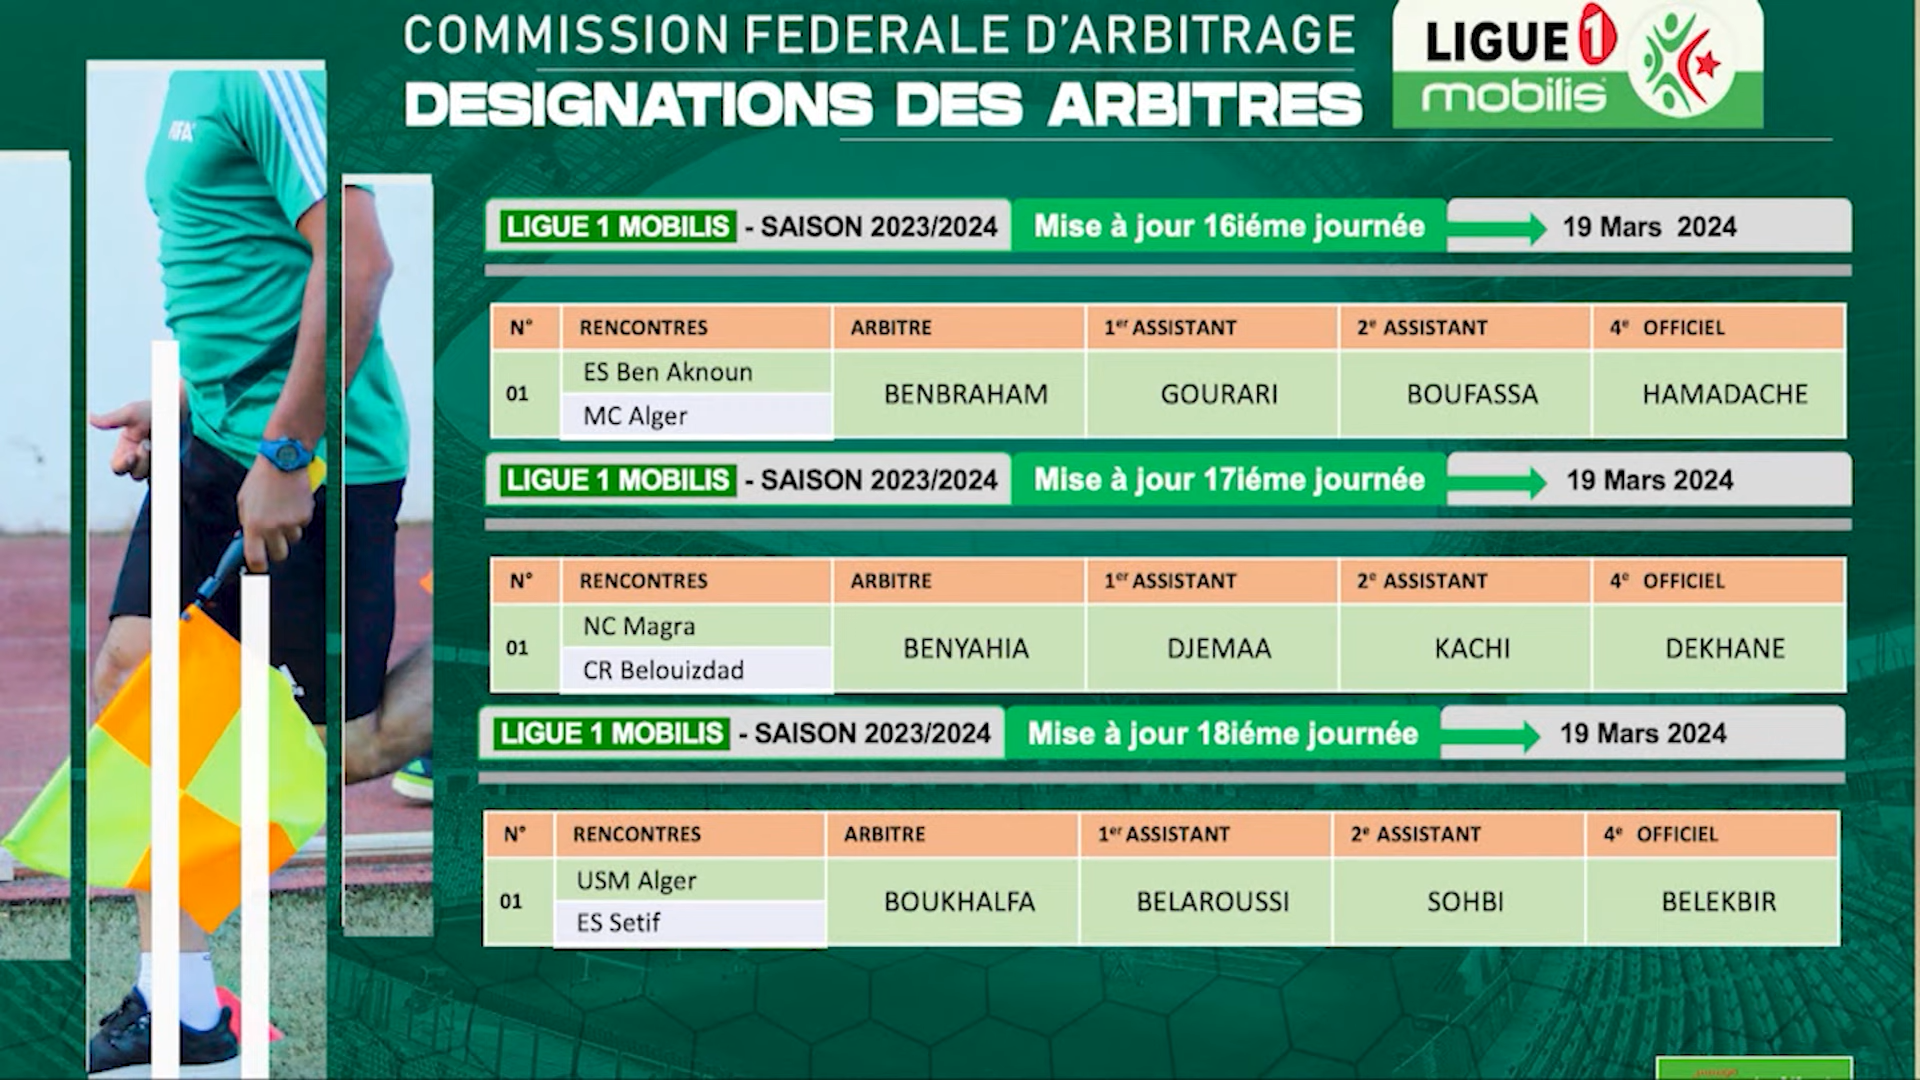 COMMISSION FEDERALE D'ARBITRAGE
DESIGNATIONS DES ARBITRES
LIGUE 1
mobilis
FIFA
LIGUE 1 MOBILIS - SAISON 2023/2024 Mise à jour 16iéme journée 19 Mars 2024
N° RENCONTRES ARBITRE 1er ASSISTANT 2e ASSISTANT 4e OFFICIEL
01 ES Ben Aknoun MC Alger BENBRAHAM GOURARI BOUFASSA HAMADACHE
LIGUE 1 MOBILIS - SAISON 2023/2024 Mise à jour 17iéme journée 19 Mars 2024
N° RENCONTRES ARBITRE 1er ASSISTANT 2e ASSISTANT 4e OFFICIEL
01 NC Magra CR Belouizdad BENYAHIA DJEMAA KACHI DEKHANE
LIGUE 1 MOBILIS - SAISON 2023/2024 Mise à jour 18iéme journée 19 Mars 2024
N° RENCONTRES ARBITRE 1er ASSISTANT 2e ASSISTANT 4e OFFICIEL
01 USM Alger ES Setif BOUKHALFA BELAROUSSI SOHBI BELEKBIR